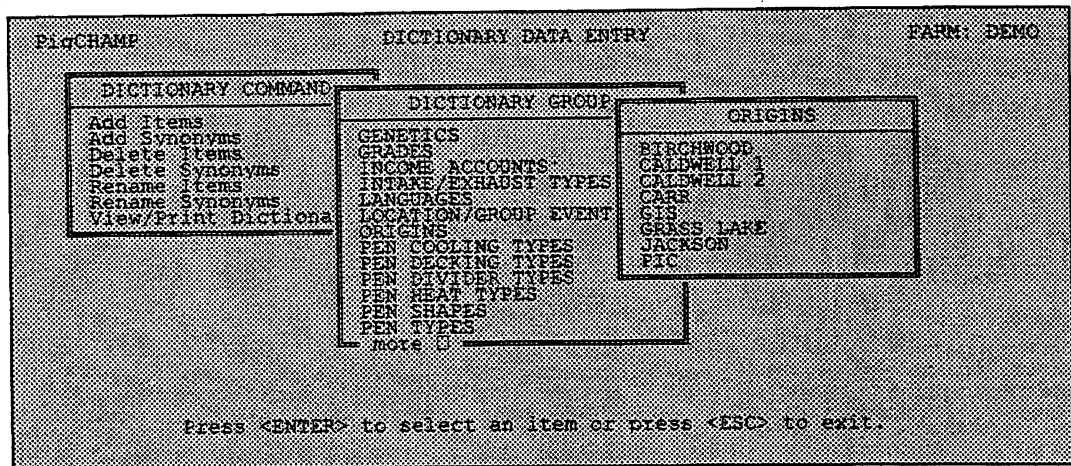 PigCHAMP DICTIONARY DATA ENTRY FARM: DEMO
DICTIONARY COMMAND
Add Items
Add Synonyms
Delete Items
Delete Synonyms
Rename Items
Rename Synonyms
View/Print Dictiona
DICTIONARY GROUP
GENETICS
GRADES
INCOME ACCOUNTS
INTAKE/EXHAUST TYPES
LANGUAGES
LOCATION/GROUP EVENT
ORIGINS
PEN COOLING TYPES
PEN DECKING TYPES
PEN DIVIDER TYPES
PEN HEAT TYPES
PEN SHAPES
PEN TYPES
more
ORIGINS
BIRCHWOOD
CALDWELL 1
CALDWELL 2
CARR
GIS
GRASS LAKE
JACKSON
PIC
Press <ENTER> to select an item or press <ESC> to exit.